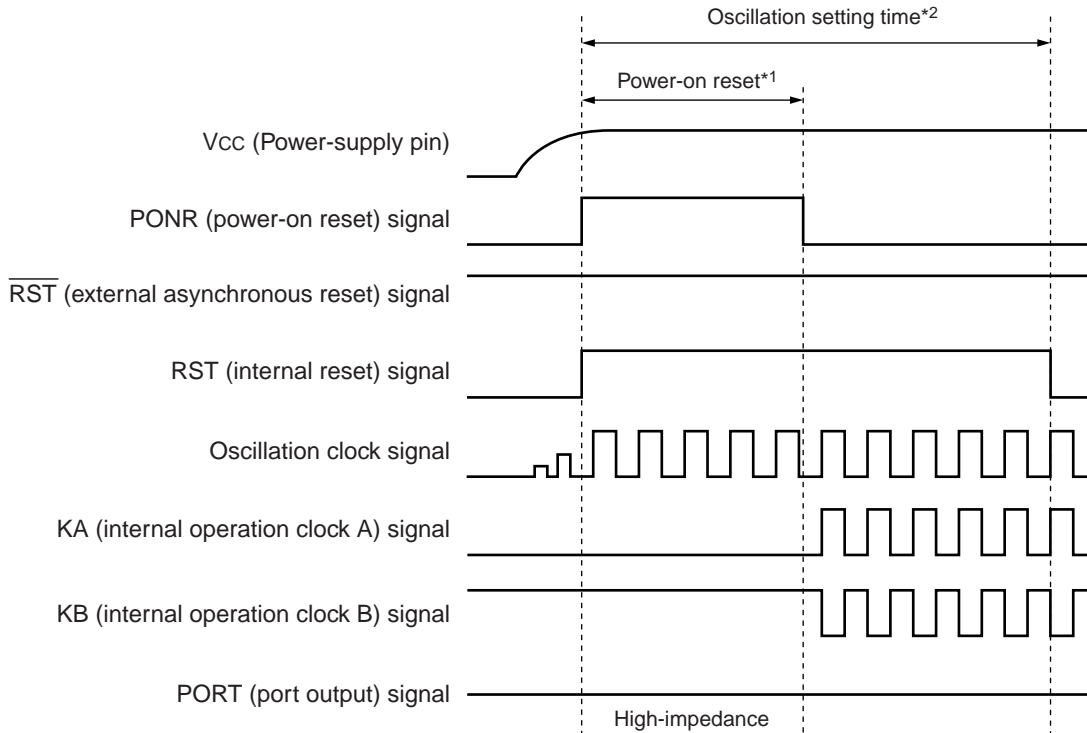 Oscillation setting time*2
Power-on reset*1
VCC (Power-supply pin)
PONR (power-on reset) signal
RST (external asynchronous reset) signal
RST (internal reset) signal
Oscillation clock signal
KA (internal operation clock A) signal
KB (internal operation clock B) signal
PORT (port output) signal
High-impedance